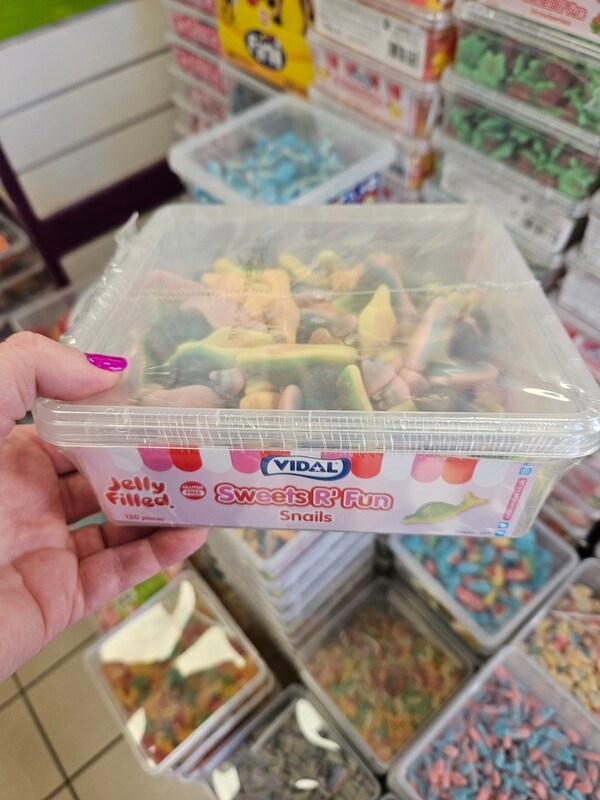 fini
VIDAL
Jelly
Filled.
GLUTEN
FREE
Sweets R' Fun
Snails
120 pieces